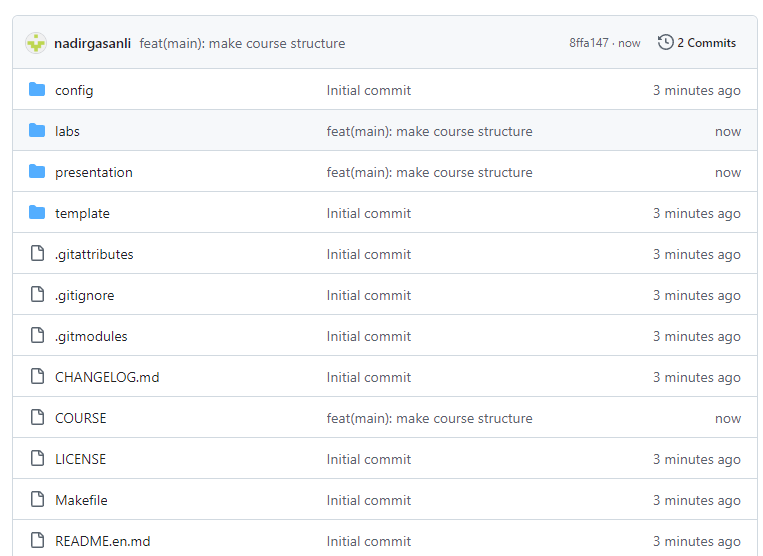 nadirgasanli feat(main): make course structure 8ffa147 · now 2 Commits
config Initial commit 3 minutes ago
labs feat(main): make course structure now
presentation feat(main): make course structure now
template Initial commit 3 minutes ago
.gitattributes Initial commit 3 minutes ago
.gitignore Initial commit 3 minutes ago
.gitmodules Initial commit 3 minutes ago
CHANGELOG.md Initial commit 3 minutes ago
COURSE feat(main): make course structure now
LICENSE Initial commit 3 minutes ago
Makefile Initial commit 3 minutes ago
README.en.md Initial commit 3 minutes ago